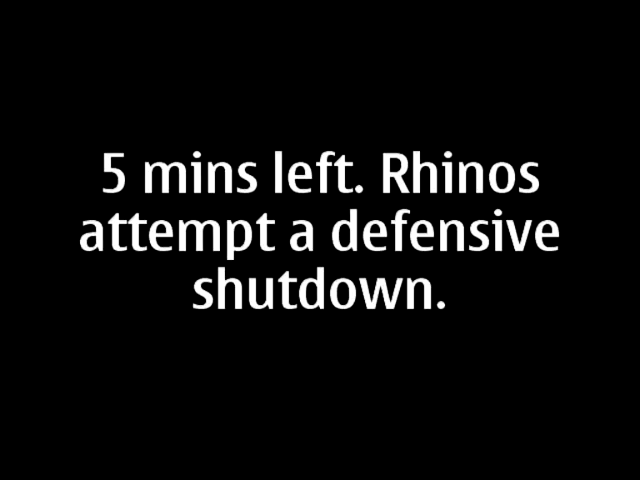 5 mins left. Rhinos
attempt a defensive
shutdown.